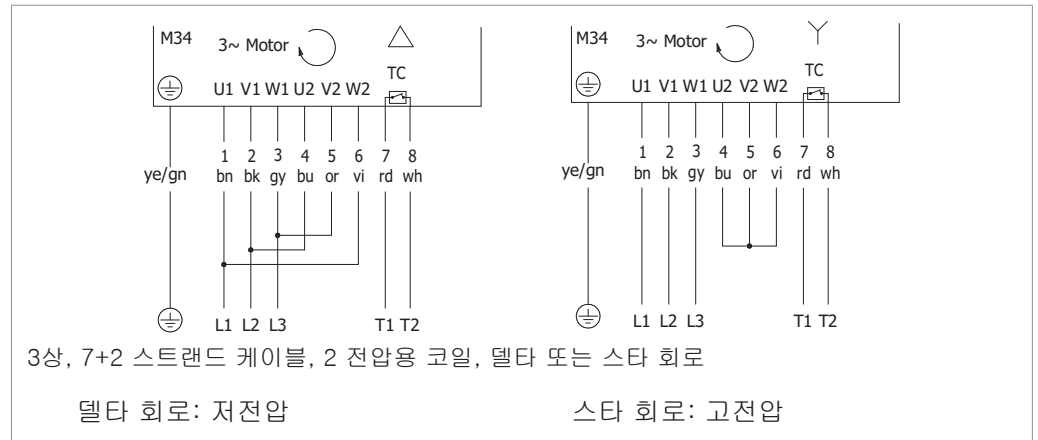 M34 3~ Motor
TC
U1 V1 W1 U2 V2 W2
1 2 3 4 5 6 7 8
ye/gn bn bk gy bu or vi rd wh
L1 L2 L3 T1 T2
M34 3~ Motor
TC
U1 V1 W1 U2 V2 W2
1 2 3 4 5 6 7 8
ye/gn bn bk gy bu or vi rd wh
L1 L2 L3 T1 T2
3상, 7+2 스트랜드 케이블, 2 전압용 코일, 델타 또는 스타 회로
델타 회로: 저전압
스타 회로: 고전압